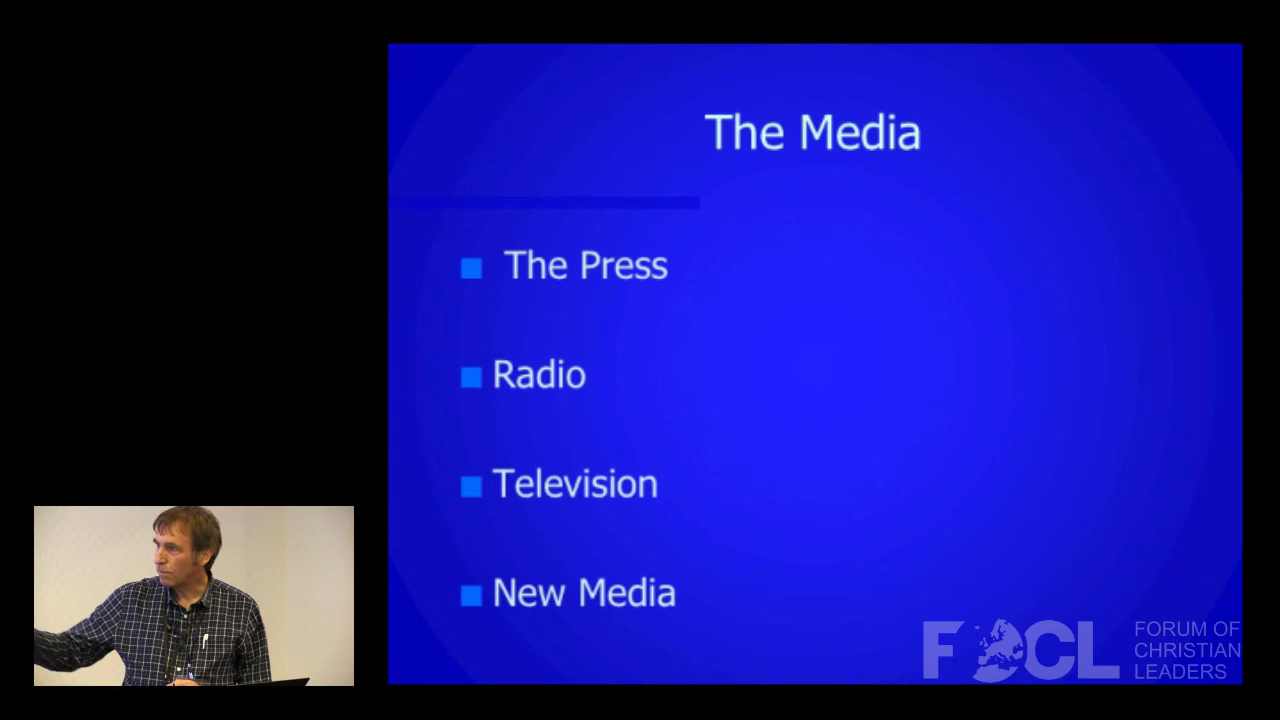 The Media
The Press
Radio
Television
New Media
FOCL
FORUM OF
CHRISTIAN
LEADERS